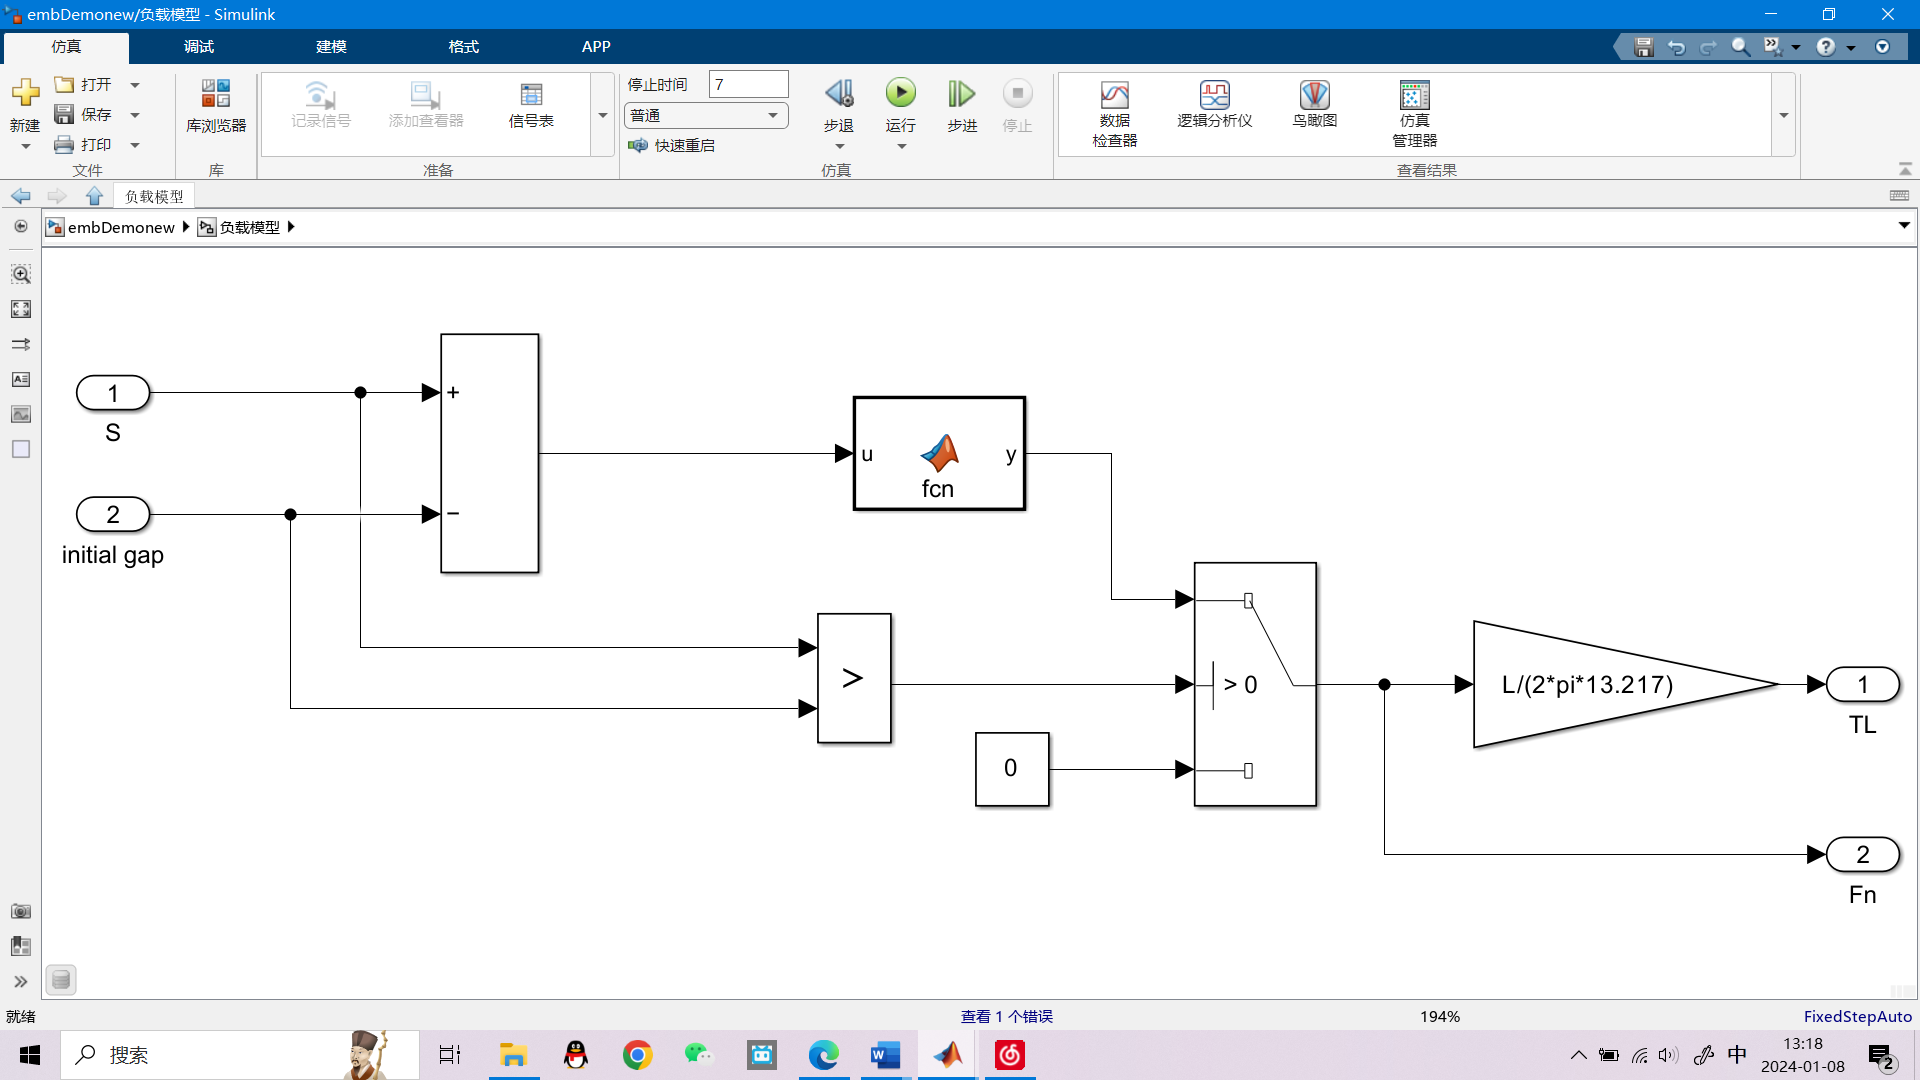 embDemonew/负载模型 - Simulink
仿真
调试
建模
格式
APP
新建
打开
保存
打印
文件
库浏览器
库
记录信号
添加查看器
信号表
准备
停止时间
7
普通
快速重启
步退
运行
步进
停止
仿真
数据
检查器
逻辑分析仪
鸟瞰图
仿真
管理器
查看结果
负载模型
embDemonew
负载模型
1
S
+
2
initial gap
−
u
fcn
y
>
> 0
0
L/(2*pi*13.217)
1
TL
2
Fn
就绪
查看 1 个错误
194%
FixedStepAuto
搜索
中
13:18
2024-01-08
2